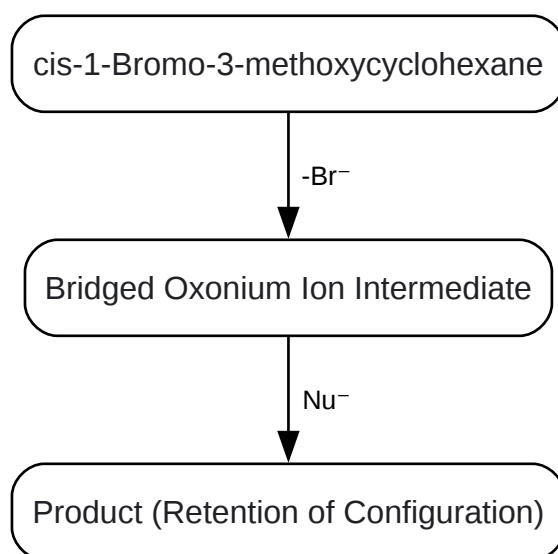 cis-1-Bromo-3-methoxycyclohexane
-Br⁻
Bridged Oxonium Ion Intermediate
Nu⁻
Product (Retention of Configuration)